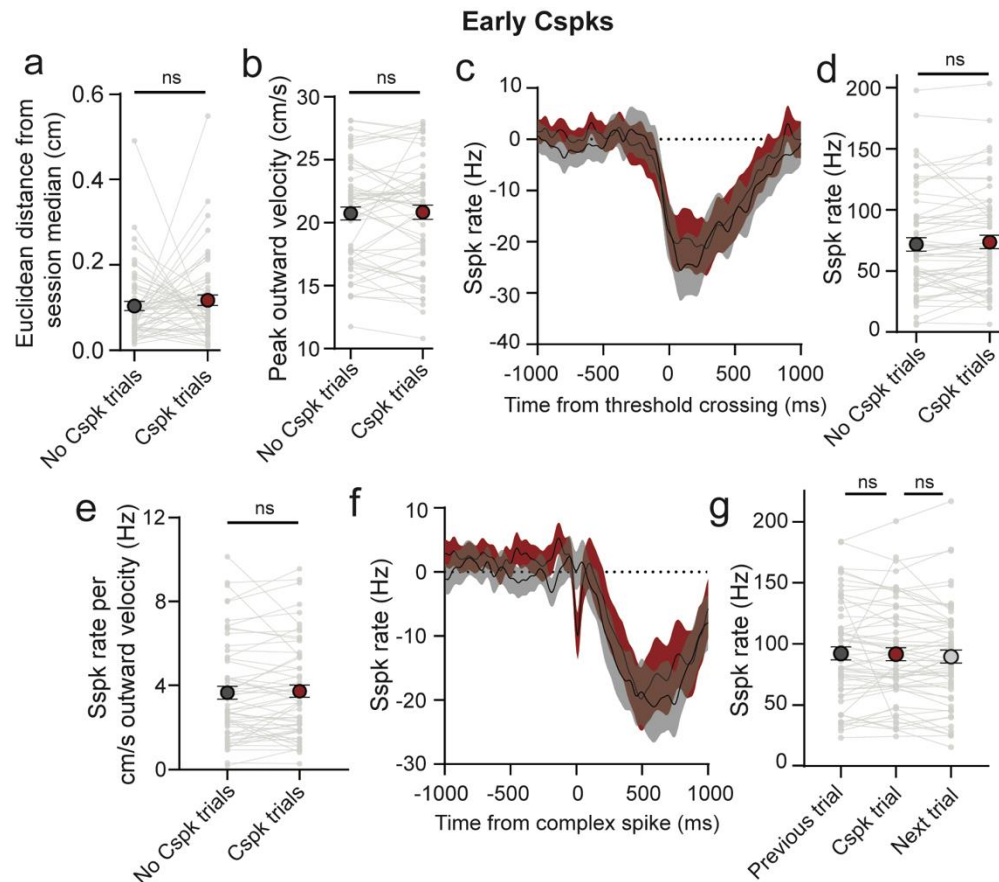 Early Cspks
a
ns
Euclidean distance from
session median (cm)
0.6
0.4
0.2
0.0
No Cspk trials
Cspk trials
b
ns
Peak outward velocity (cm/s)
30
25
20
15
10
No Cspk trials
Cspk trials
c
Sspk rate (Hz)
10
0
-10
-20
-30
-40
-1000 -500 0 500 1000
Time from threshold crossing (ms)
d
ns
Sspk rate (Hz)
200
150
100
50
0
No Cspk trials
Cspk trials
e
ns
Sspk rate per
cm/s outward velocity (Hz)
12
8
4
0
No Cspk trials
Cspk trials
f
Sspk rate (Hz)
10
0
-10
-20
-30
-1000 -500 0 500 1000
Time from complex spike (ms)
g
ns ns
Sspk rate (Hz)
200
150
100
50
0
Previous trial
Cspk trial
Next trial